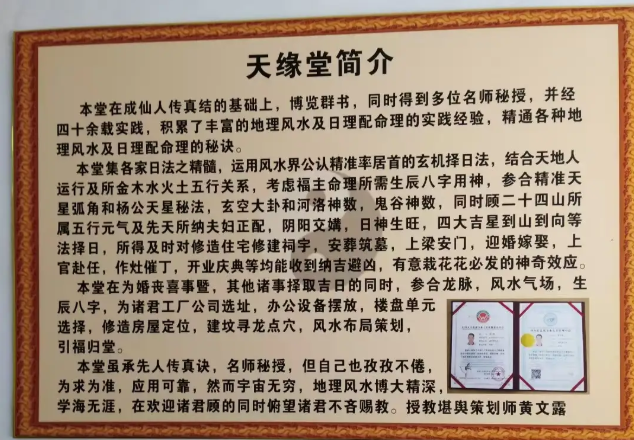 天缘堂简介
本堂在成仙人传真结的基础上，博览群书，同时得到多位名师秘授，并经
四十余载实践，积累了丰富的地理风水及日理配命理的实践经验，精通各种地
理风水及日理配命理的秘诀。
本堂集各家日法之精髓，运用风水界公认精准率居首的玄机择日法，结合天地人
运行及所金木水火土五行关系，考虑福主命理所需生辰八字用神，参合精准天
星弧角和杨公天星秘法，玄空大卦和河洛神数，鬼谷神数，同时顾二十四山所
属五行元气及先天所纳夫妇正配，阴阳交媾，日神生旺，四大吉星到山到向等
法择日，所得及时对修造住宅修建祠宇，安葬筑墓，上梁安门，迎婚嫁娶，上
官赴任，作灶催丁，开业庆典等均能收到纳吉避凶，有意栽花花必发的神奇效应。
本堂在为婚丧喜事暨，其他诸事择取吉日的同时，参合龙脉，风水气场，生
辰八字，为诸君工厂公司选址，办公设备摆放，楼盘单元
选择，修造房屋定位，建坟寻龙点穴，风水布局策划，
引福归堂。
本堂虽承先人传真诀，名师秘授，但自己也孜孜不倦，
为求为准，应用可靠，然而宇宙无穷，地理风水博大精深，
学海无涯，在欢迎诸君顾的同时俯望诸君不吝赐教。授教堪舆策划师黄文露